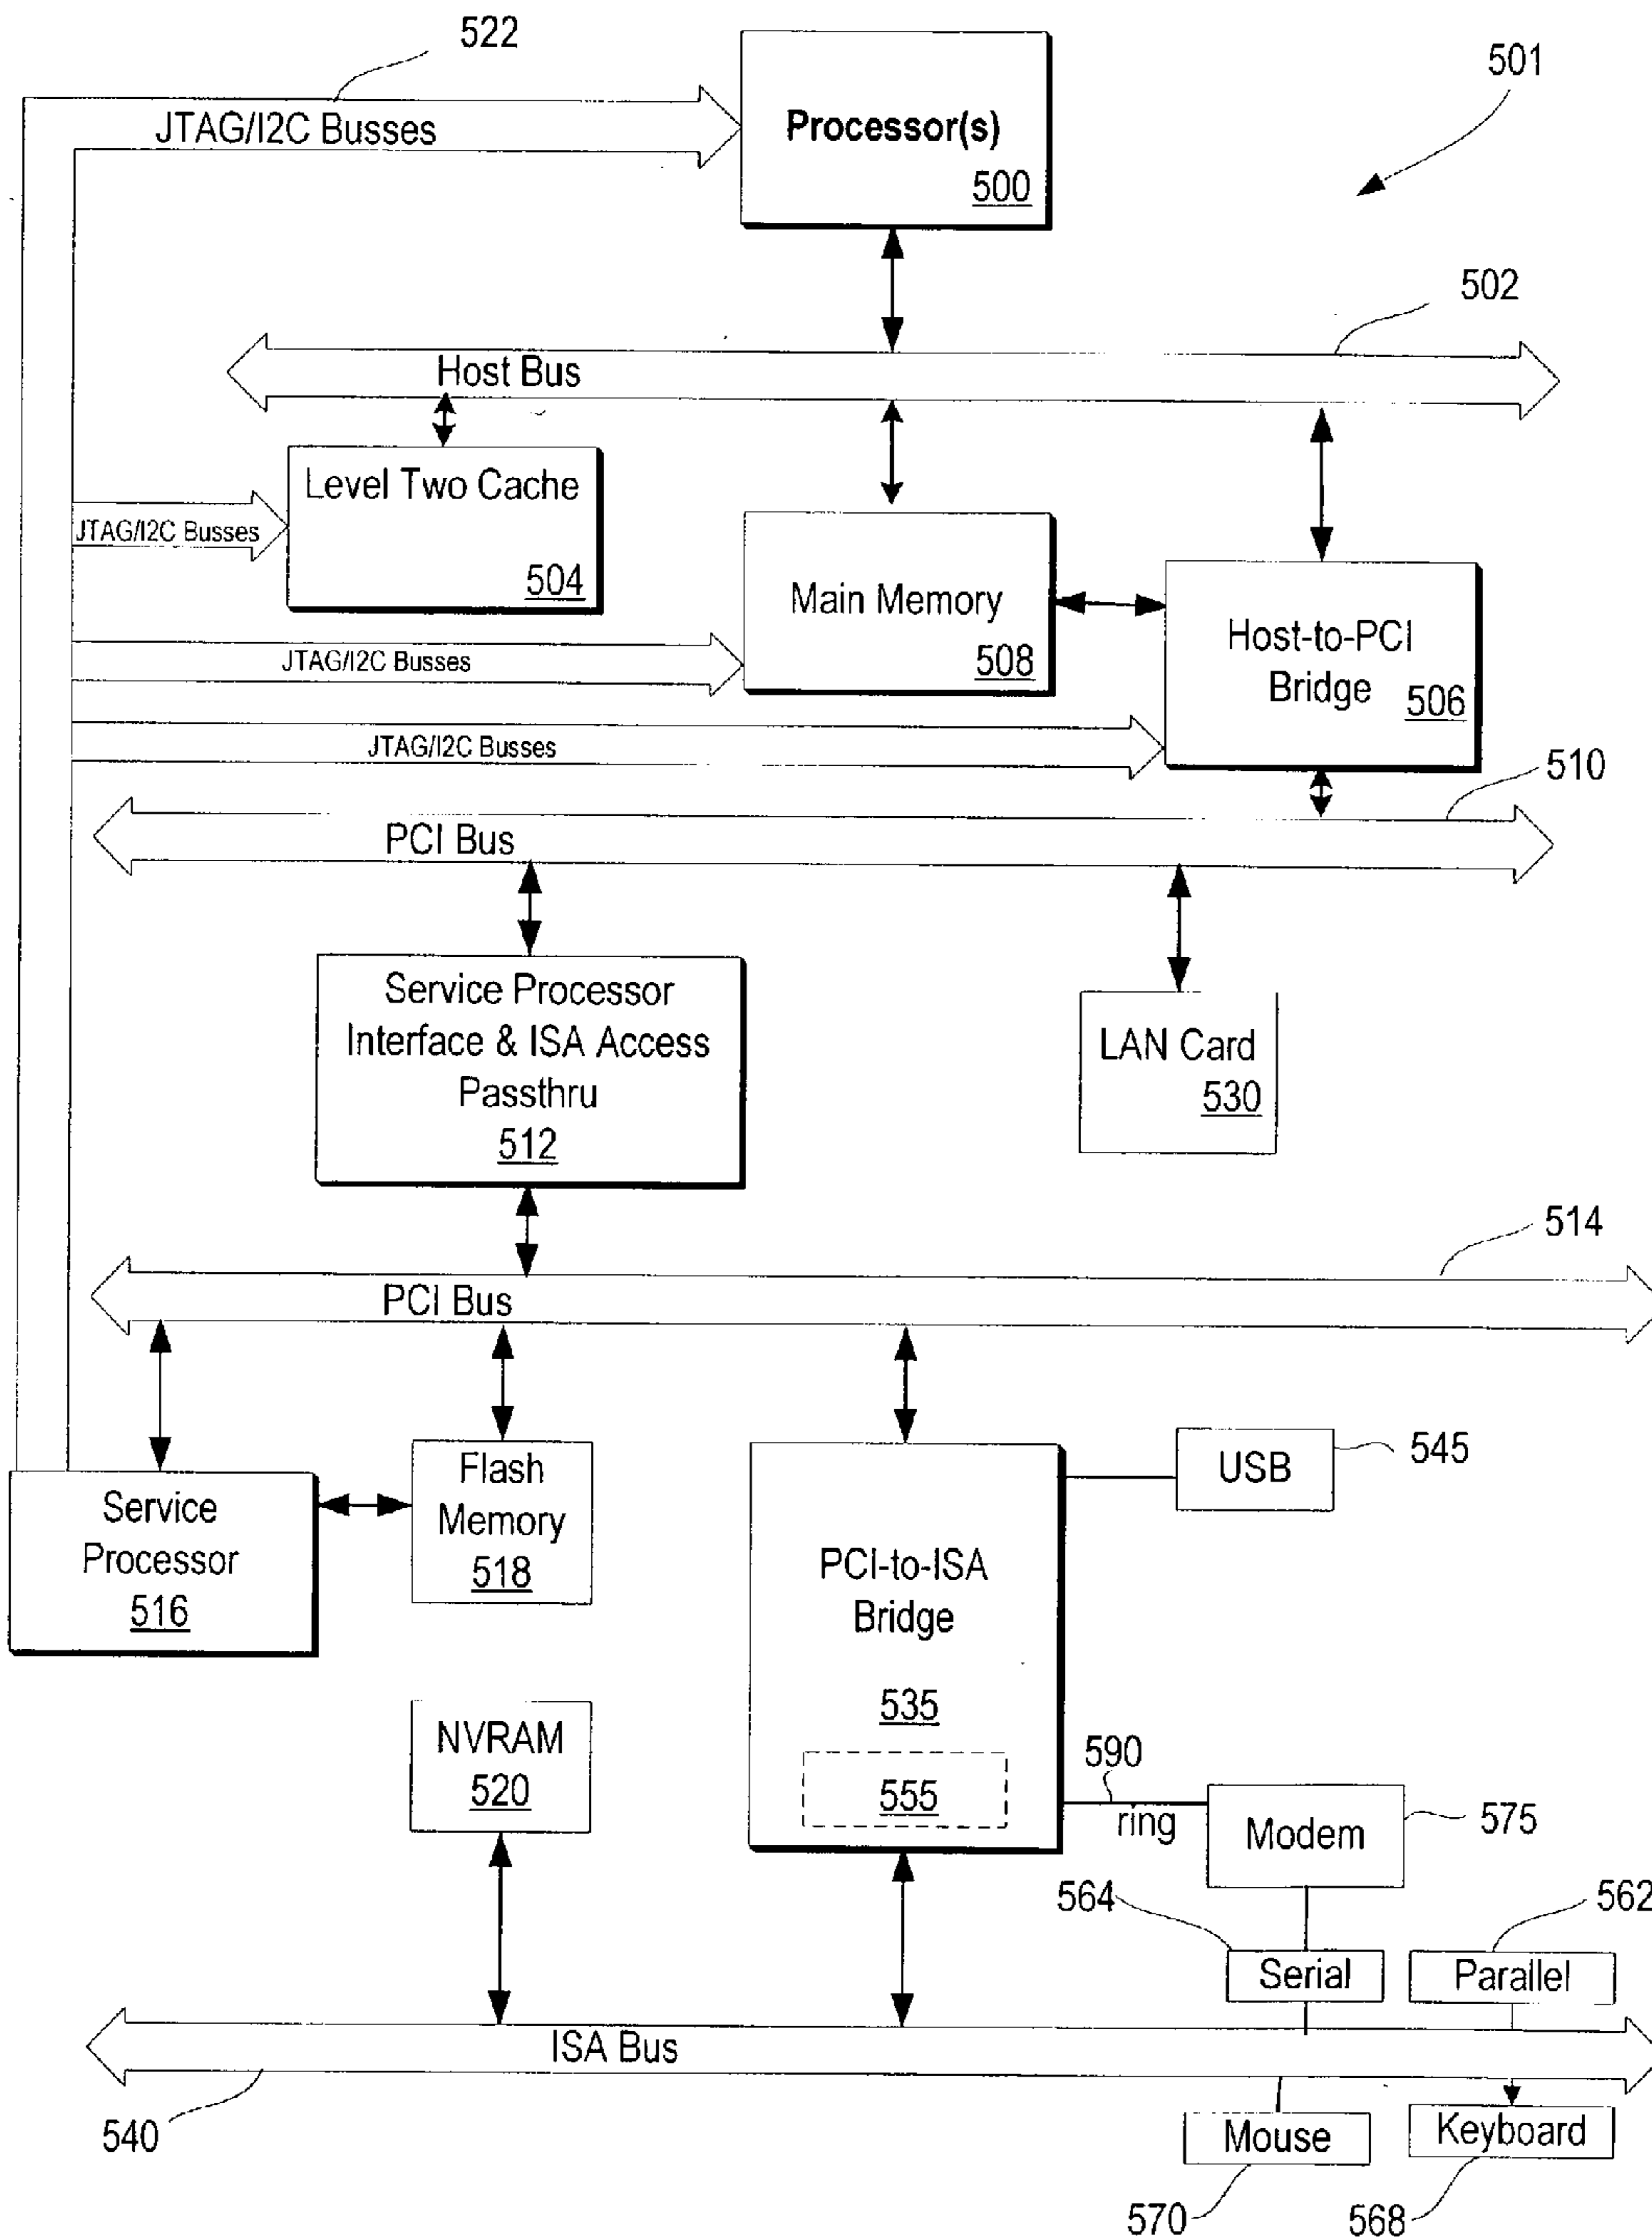 522
501
JTAG/I2C Busses
Processor(s)
500
502
Host Bus
Level Two Cache
504
JTAG/I2C Busses
Main Memory
508
Host-to-PCI
Bridge
506
JTAG/I2C Busses
JTAG/I2C Busses
510
PCI Bus
Service Processor
Interface & ISA Access
Passthru
512
LAN Card
530
514
PCI Bus
Service
Processor
516
Flash
Memory
518
USB
545
PCI-to-ISA
Bridge
535
555
NVRAM
520
590
ring
Modem
575
564
562
Serial
Parallel
ISA Bus
540
Mouse
Keyboard
570
568